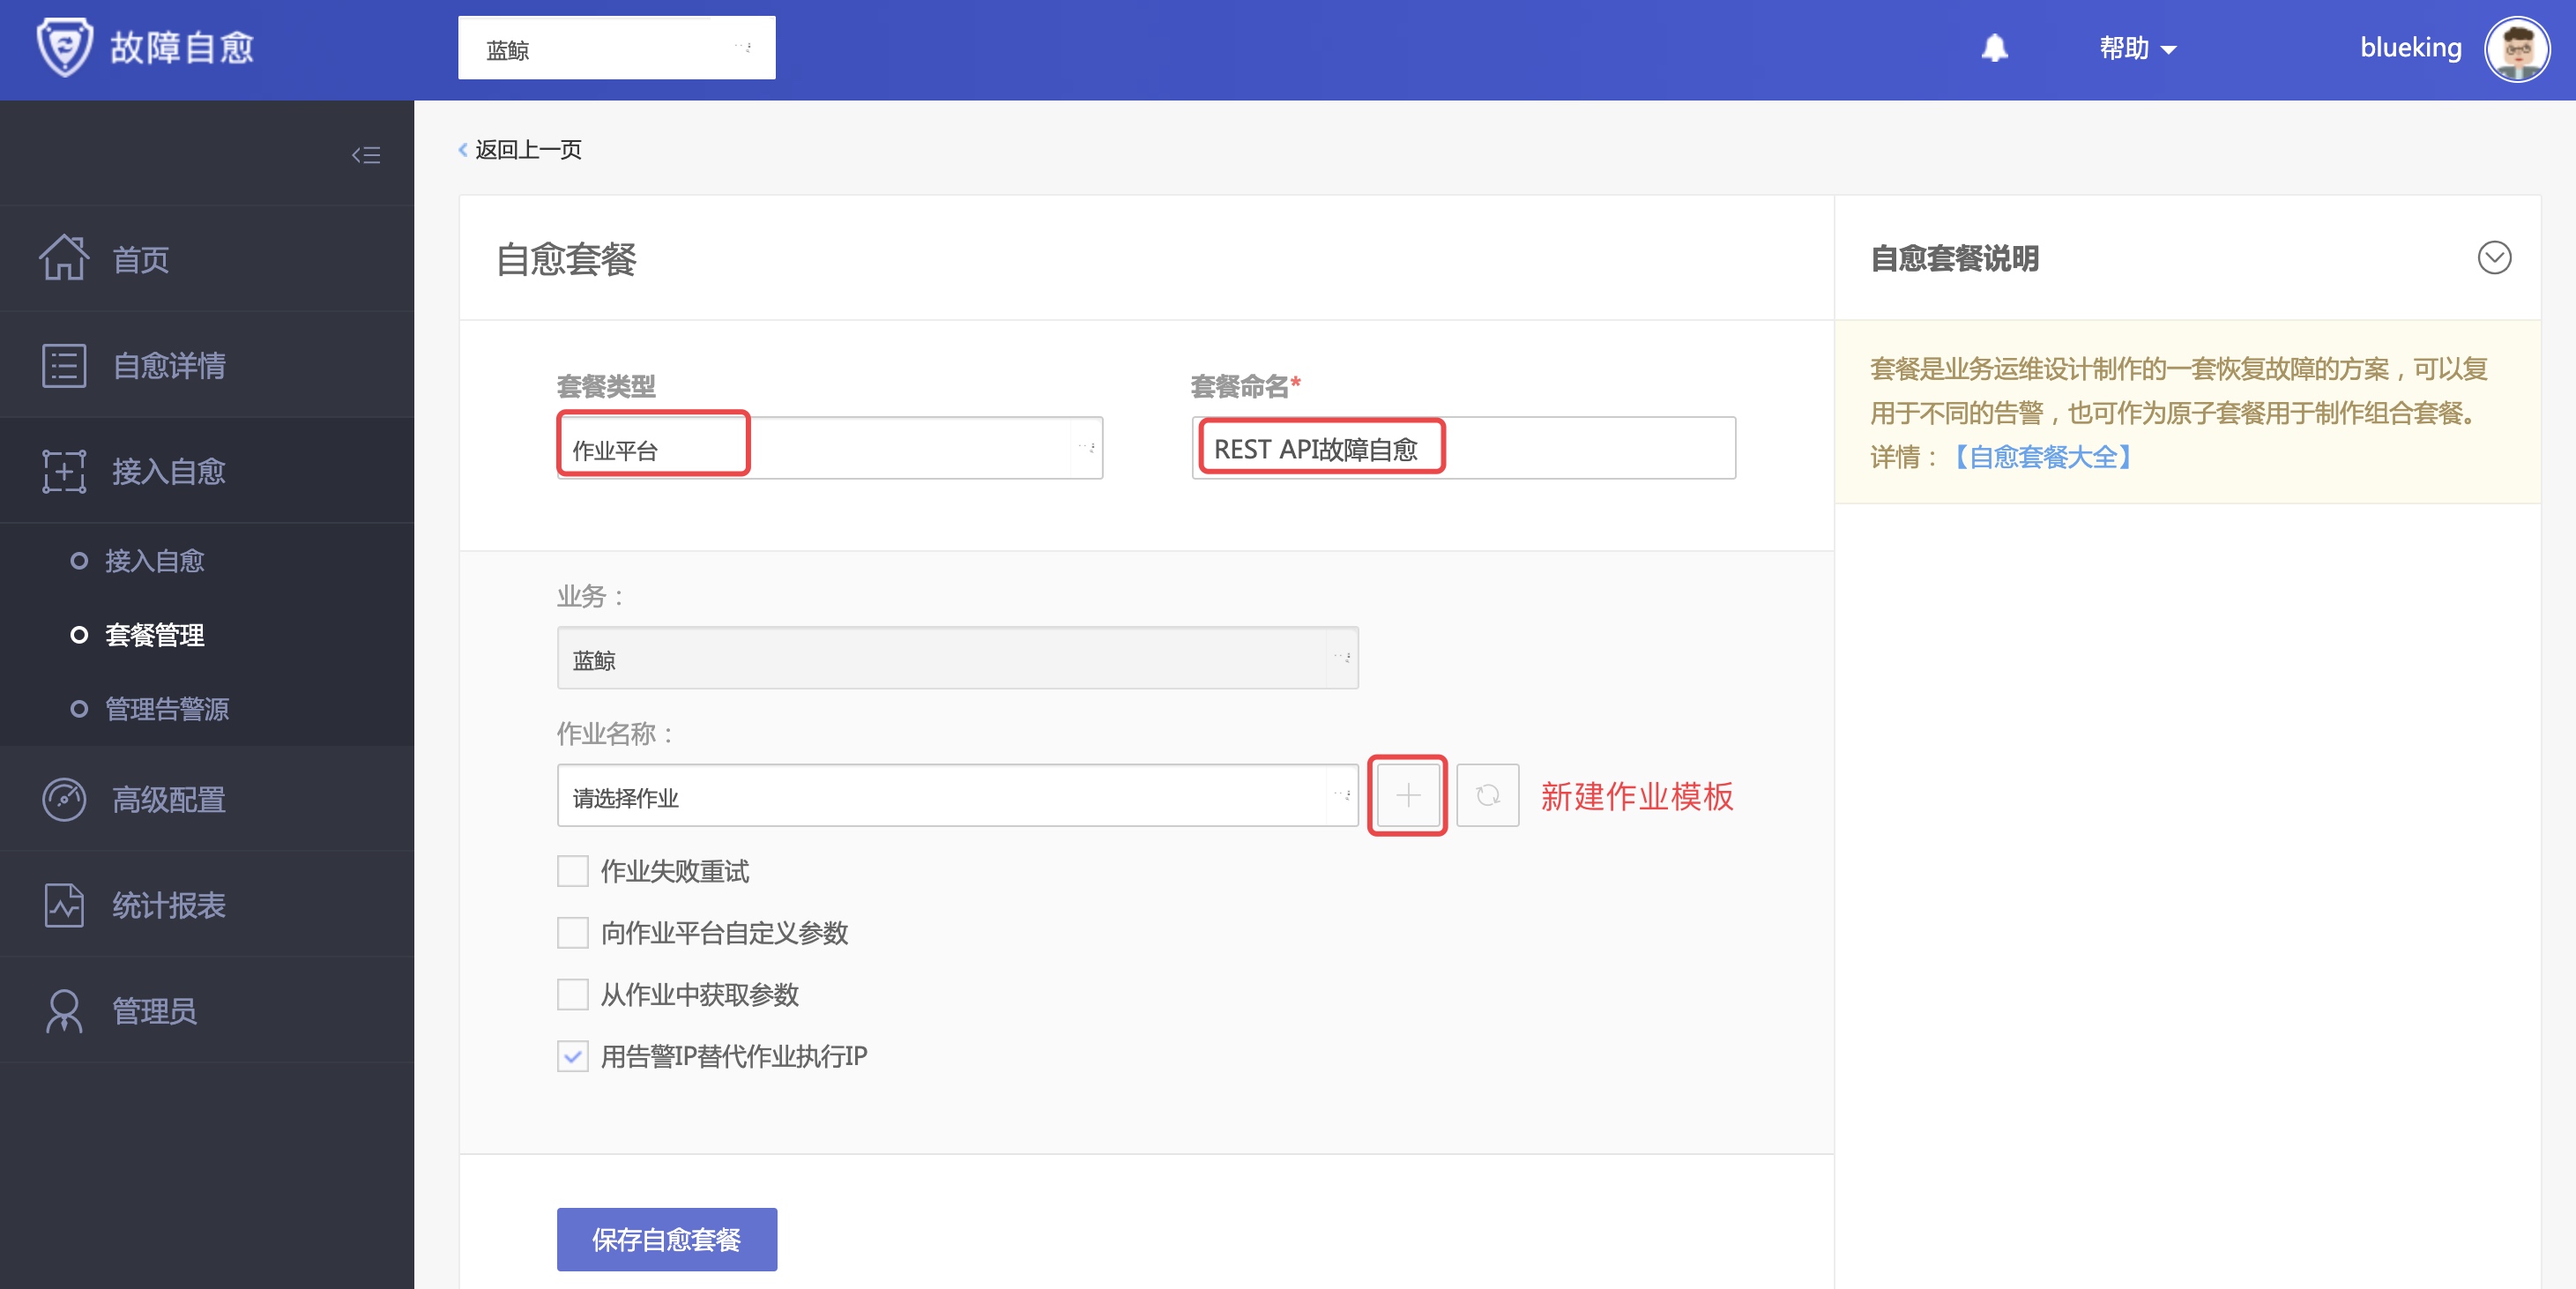 故障自愈
蓝鲸
帮助
blueking
返回上一页
首页
自愈详情
接入自愈
接入自愈
套餐管理
管理告警源
高级配置
统计报表
管理员
自愈套餐
套餐类型
作业平台
套餐命名*
REST API故障自愈
业务：
蓝鲸
作业名称：
请选择作业
新建作业模板
作业失败重试
向作业平台自定义参数
从作业中获取参数
用告警IP替代作业执行IP
保存自愈套餐
自愈套餐说明
套餐是业务运维设计制作的一套恢复故障的方案，可以复
用于不同的告警，也可作为原子套餐用于制作组合套餐。
详情：【自愈套餐大全】